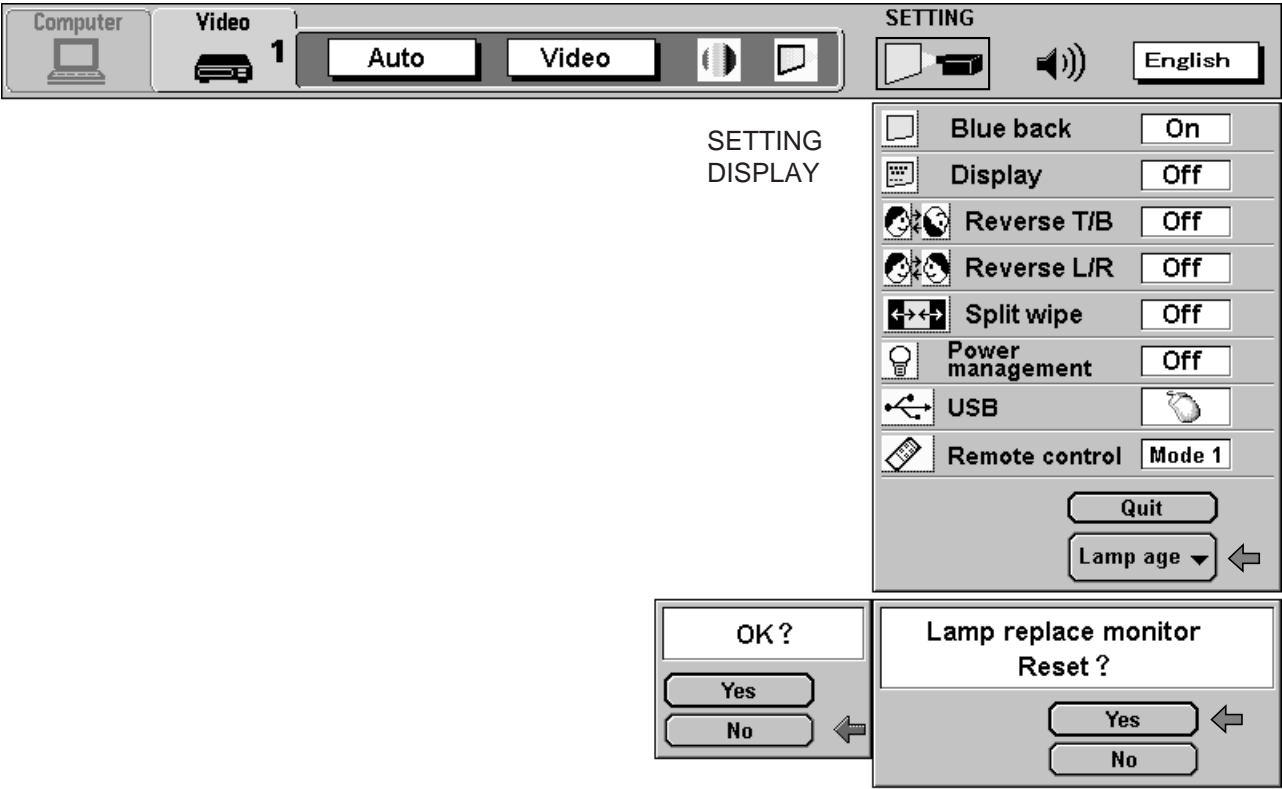 Computer
Video
1
Auto
Video
SETTING
English
SETTING
DISPLAY
Blue back On
Display Off
Reverse T/B Off
Reverse L/R Off
Split wipe Off
Power
management Off
USB
Remote control Mode 1
Quit
Lamp age
OK?
Yes
No
Lamp replace monitor
Reset?
Yes
No